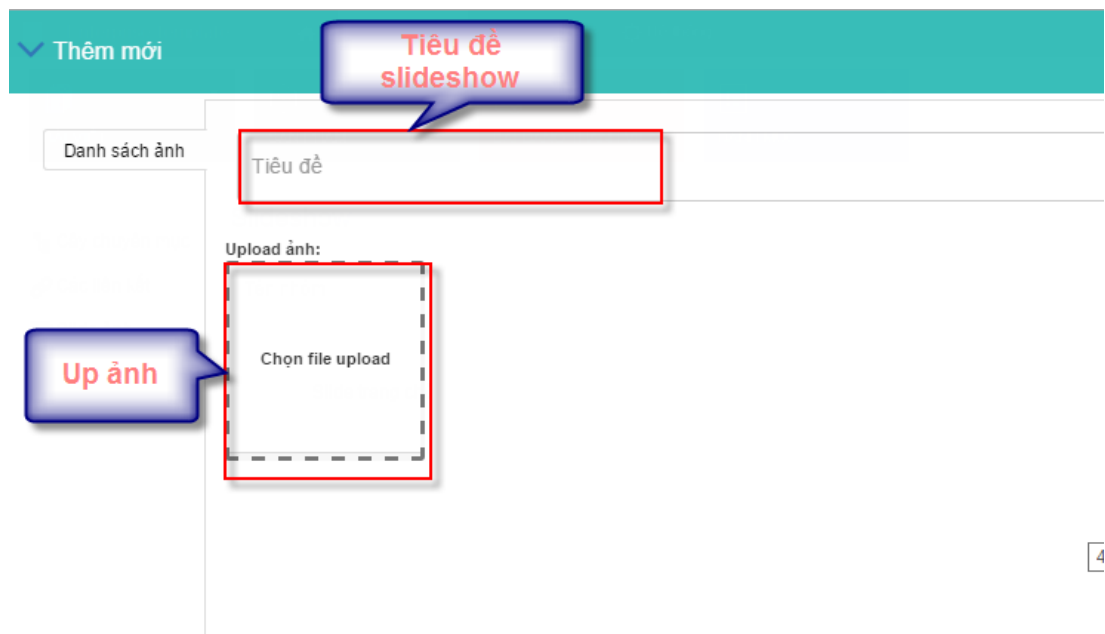 Thêm mới
Tiêu đề
slideshow
Danh sách ảnh
Tiêu đề
Upload ảnh:
Chọn file upload
Up ảnh
4